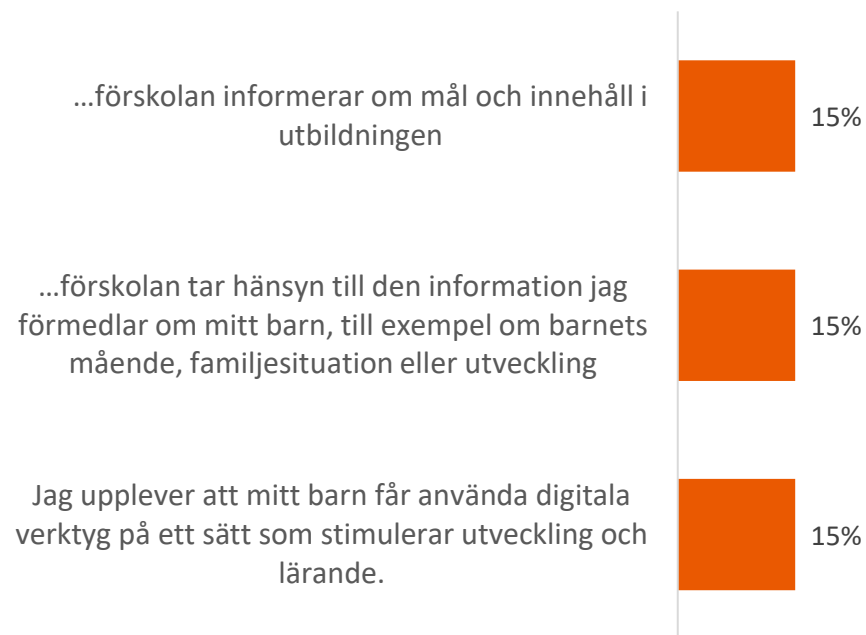 ...förskolan informerar om mål och innehåll i
utbildningen
15%
...förskolan tar hänsyn till den information jag
förmedlar om mitt barn, till exempel om barnets
mående, familjesituation eller utveckling
15%
Jag upplever att mitt barn får använda digitala
verktyg på ett sätt som stimulerar utveckling och
lärande.
15%